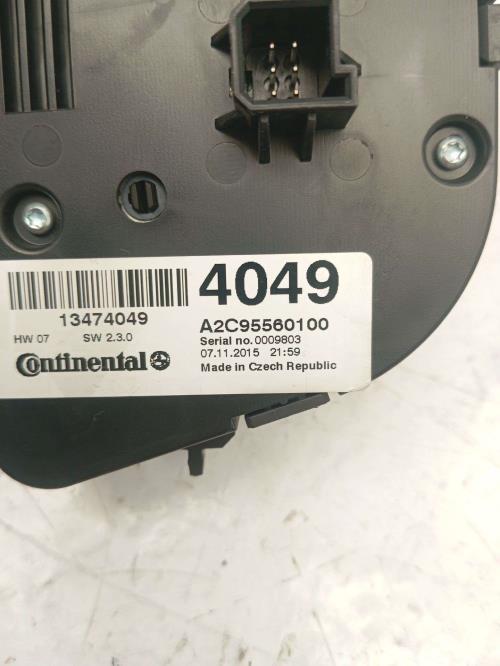 4049
13474049
A2C95560100
HW 07 SW 2.3.0
Serial no.0009803
07.11.2015 21:59
Continental
Made in Czech Republic